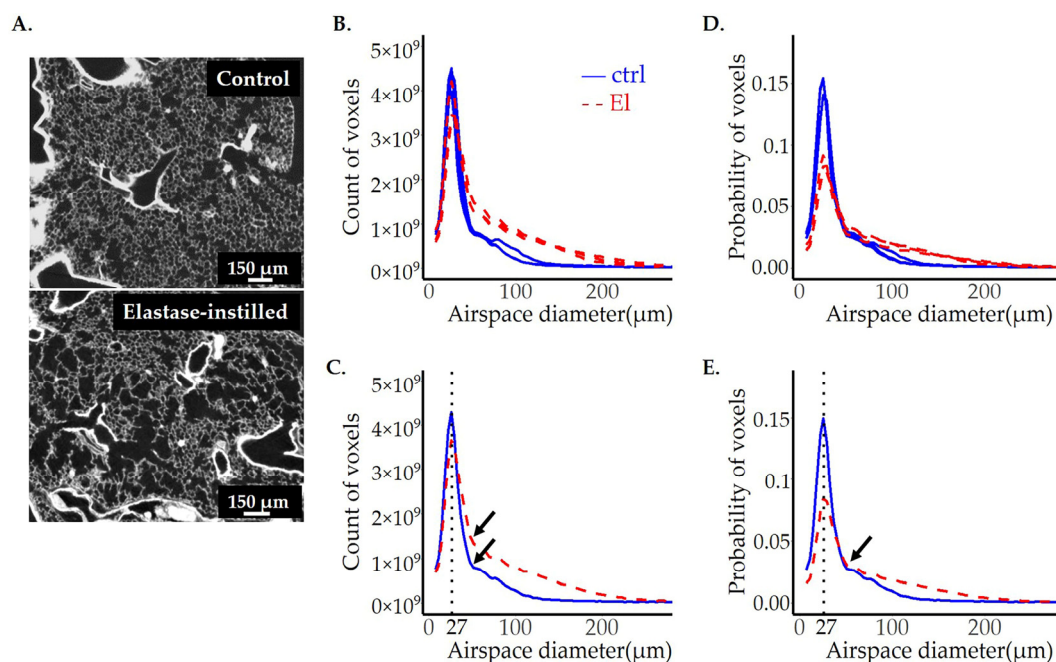 A.
Control
150 µm
Elastase-instilled
150 µm
B.
5×10⁹
4×10⁹
3×10⁹
2×10⁹
1×10⁹
0×10⁹
Count of voxels
ctrl
El
0
100
200
Airspace diameter(µm)
C.
5×10⁹
4×10⁹
3×10⁹
2×10⁹
1×10⁹
0×10⁹
Count of voxels
0
27
100
200
Airspace diameter(µm)
D.
0.15
0.1
0.05
0.00
Probability of voxels
0
100
200
Airspace diameter(µm)
E.
0.15
0.1
0.05
0.00
Probability of voxels
0
27
100
200
Airspace diameter(µm)